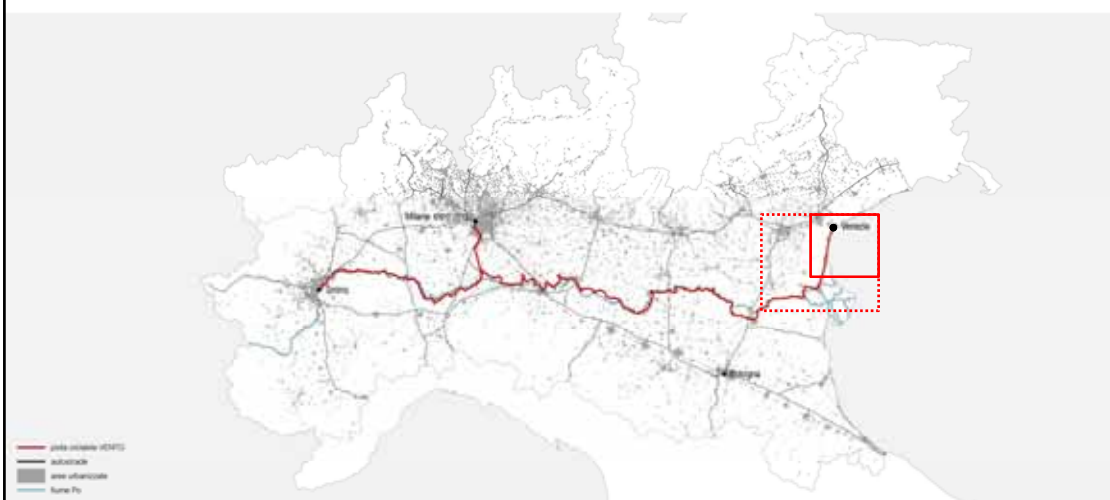 Milano
Venezia
Torino
Bologna
pista ciclabile VENTO
autostrade
aree urbanizzate
fiume Po